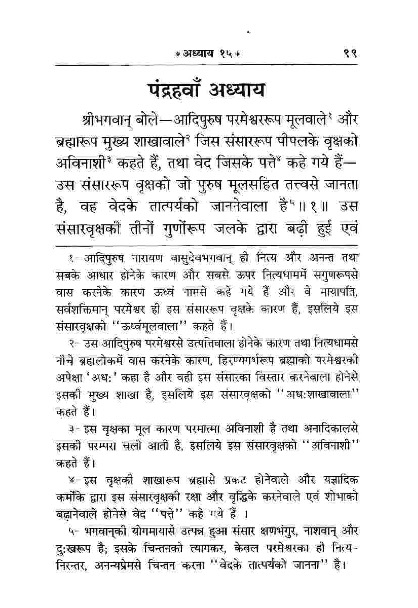 * अध्याय १५ *
९९
पंद्रहवाँ अध्याय
श्रीभगवान् बोले—आदिपुरुष परमेश्वररूप मूलवाले¹ और
ब्रह्मारूप मुख्य शाखावाले² जिस संसाररूप पीपलके वृक्षको
अविनाशी³ कहते हैं, तथा वेद जिसके पत्ते⁴ कहे गये हैं—
उस संसाररूप वृक्षको जो पुरुष मूलसहित तत्त्वसे जानता
है, वह वेदके तात्पर्यको जाननेवाला है⁵॥१॥ उस
संसारवृक्षकी तीनों गुणोंरूप जलके द्वारा बढ़ी हुई एवं
१- आदिपुरुष नारायण वासुदेवभगवान् ही नित्य और अनन्त तथा
सबके आधार होनेके कारण और सबसे ऊपर नित्यधाममें सगुणरूपसे
वास करनेके कारण ऊर्ध्व नामसे कहे गये हैं और वे मायापति,
सर्वशक्तिमान् परमेश्वर ही इस संसाररूप वृक्षके कारण हैं, इसलिये इस
संसारवृक्षको ''ऊर्ध्वमूलवाला'' कहते हैं।
२- उस आदिपुरुष परमेश्वरसे उत्पत्तिवाला होनेके कारण तथा नित्यधामसे
नीचे ब्रह्मलोकमें वास करनेके कारण, हिरण्यगर्भरूप ब्रह्माको परमेश्वरकी
अपेक्षा 'अधः' कहा है और वही इस संसारका विस्तार करनेवाला होनेसे
इसकी मुख्य शाखा है, इसलिये इस संसारवृक्षको ''अधःशाखावाला''
कहते हैं।
३- इस वृक्षका मूल कारण परमात्मा अविनाशी है तथा अनादिकालसे
इसकी परम्परा चली आती है, इसलिये इस संसारवृक्षको ''अविनाशी''
कहते हैं।
४- इस वृक्षकी शाखारूप ब्रह्मासे प्रकट होनेवाले और यज्ञादिक
कर्मोंके द्वारा इस संसारवृक्षकी रक्षा और वृद्धिके करनेवाले एवं शोभाको
बढ़ानेवाले होनेसे वेद ''पत्ते'' कहे गये हैं ।
५- भगवान्‌की योगमायासे उत्पन्न हुआ संसार क्षणभंगुर, नाशवान् और
दुःखरूप है; इसके चिन्तनको त्यागकर, केवल परमेश्वरका ही नित्य-
निरन्तर, अनन्यप्रेमसे चिन्तन करना ''वेदके तात्पर्यको जानना'' है।